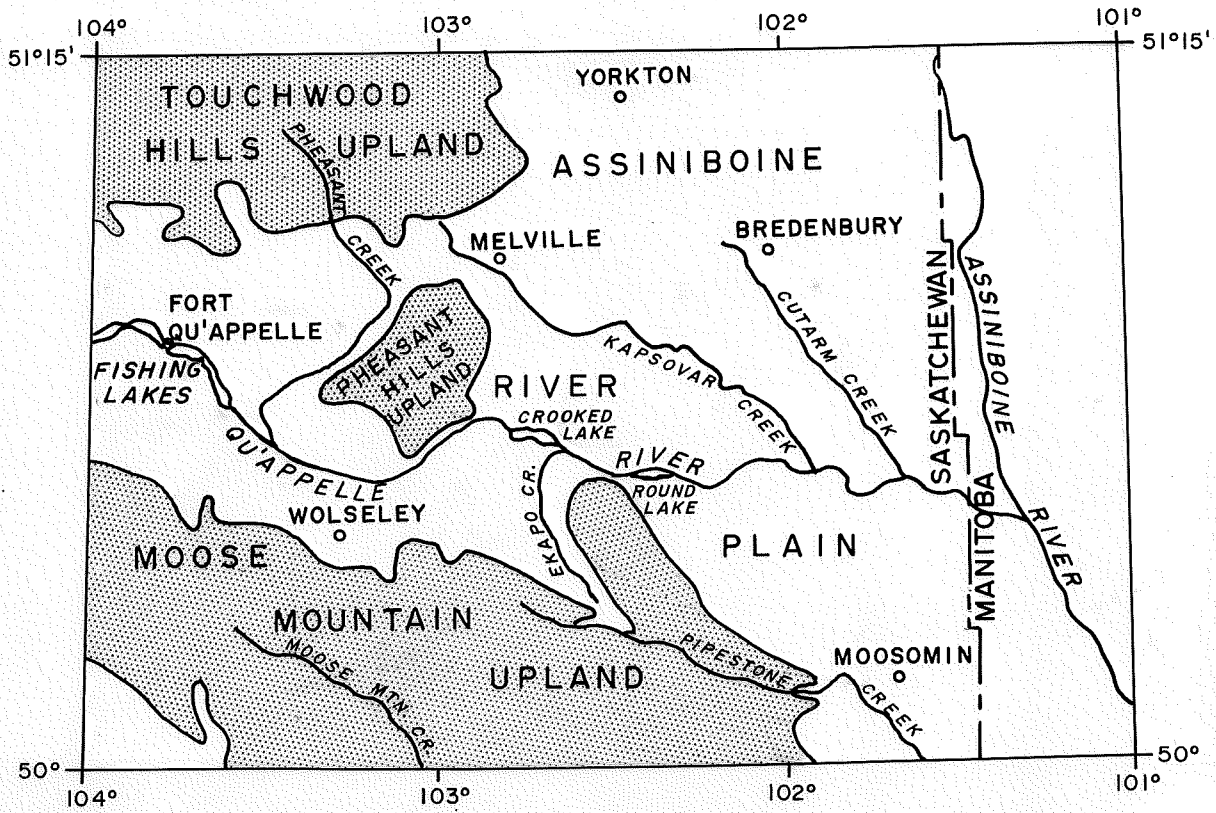 104°
103°
102°
101°
51°15'
51°15'
YORKTON
TOUCHWOOD
HILLS UPLAND
PHEASANT
CREEK
ASSINIBOINE
MELVILLE
BREDENBURY
FORT
QU'APPELLE
FISHING
LAKES
PHEASANT
HILLS
UPLAND
RIVER
KAPSOVAR
CREEK
CUTARM CREEK
SASKATCHEWAN
MANITOBA
ASSINIBOINE
RIVER
CROOKED
LAKE
QU'APPELLE
RIVER
ROUND
LAKE
WOLSELEY
EKAPO CR.
PLAIN
MOOSE
MOUNTAIN
UPLAND
MOOSE MTN CR.
PIPESTONE
CREEK
MOOSOMIN
50°
50°
104°
103°
102°
101°